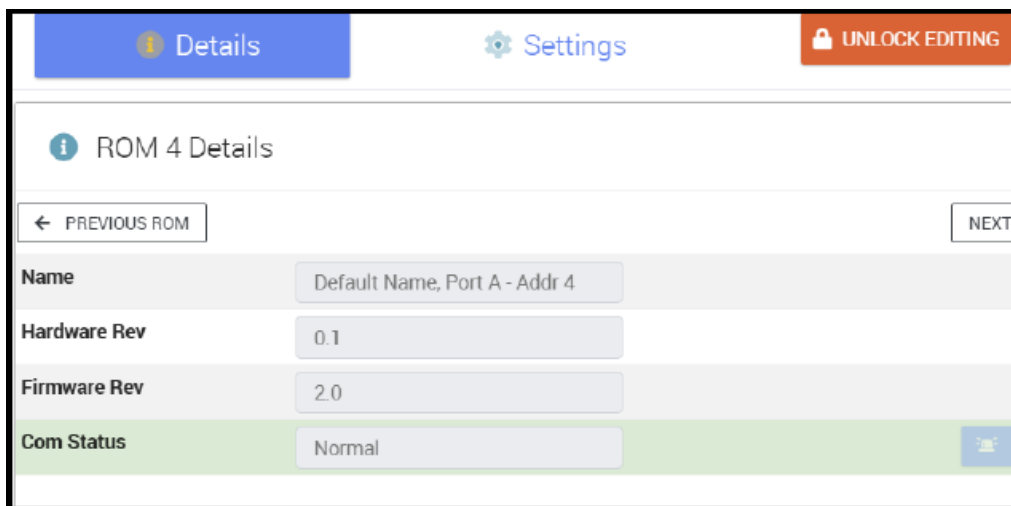 Details
Settings
UNLOCK EDITING
ROM 4 Details
PREVIOUS ROM
NEXT
Name
Default Name, Port A - Addr 4
Hardware Rev
0.1
Firmware Rev
2.0
Com Status
Normal